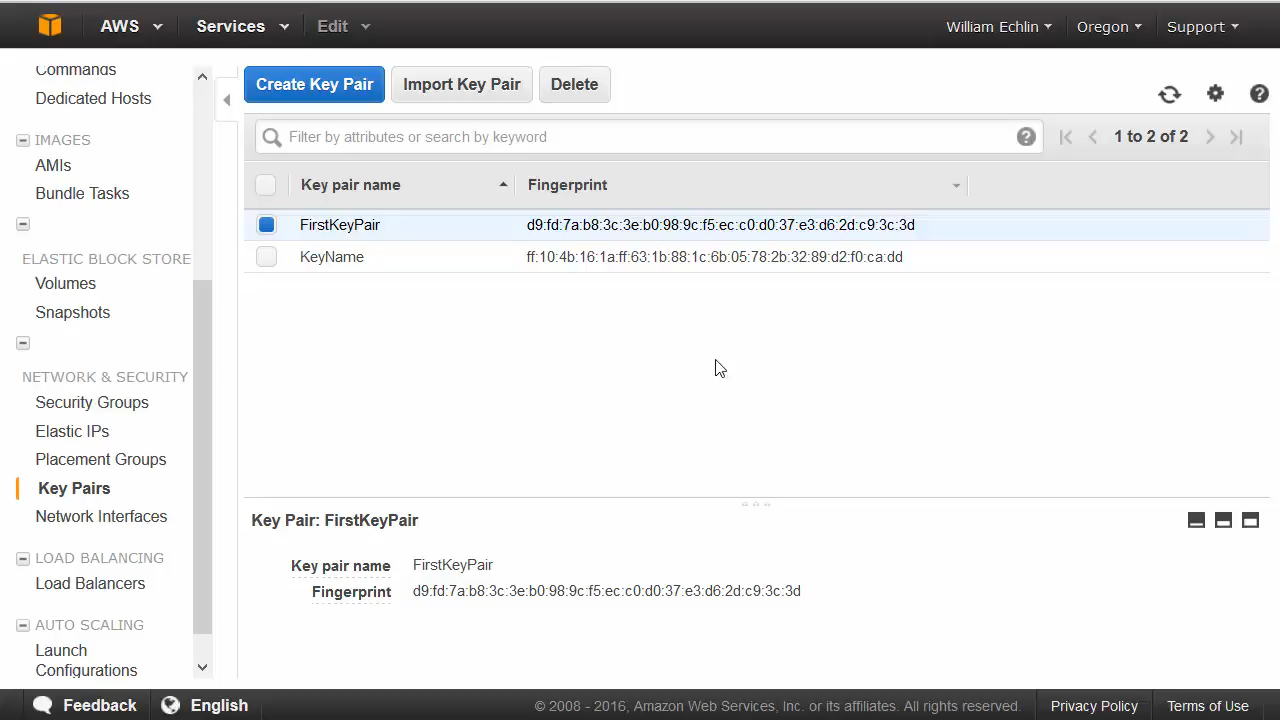 AWS Services Edit William Echlin Oregon Support
Commands
Dedicated Hosts
IMAGES
AMIs
Bundle Tasks
ELASTIC BLOCK STORE
Volumes
Snapshots
NETWORK & SECURITY
Security Groups
Elastic IPs
Placement Groups
Key Pairs
Network Interfaces
LOAD BALANCING
Load Balancers
AUTO SCALING
Launch
Configurations
Create Key Pair Import Key Pair Delete
Filter by attributes or search by keyword 1 to 2 of 2
Key pair name Fingerprint
FirstKeyPair d9:fd:7a:b8:3c:3e:b0:98:9c:f5:ec:c0:d0:37:e3:d6:2d:c9:3c:3d
KeyName ff:10:4b:16:1a:ff:63:1b:88:1c:6b:05:78:2b:32:89:d2:f0:ca:dd
Key Pair: FirstKeyPair
Key pair name FirstKeyPair
Fingerprint d9:fd:7a:b8:3c:3e:b0:98:9c:f5:ec:c0:d0:37:e3:d6:2d:c9:3c:3d
Feedback English © 2008 - 2016, Amazon Web Services, Inc. or its affiliates. All rights reserved. Privacy Policy Terms of Use